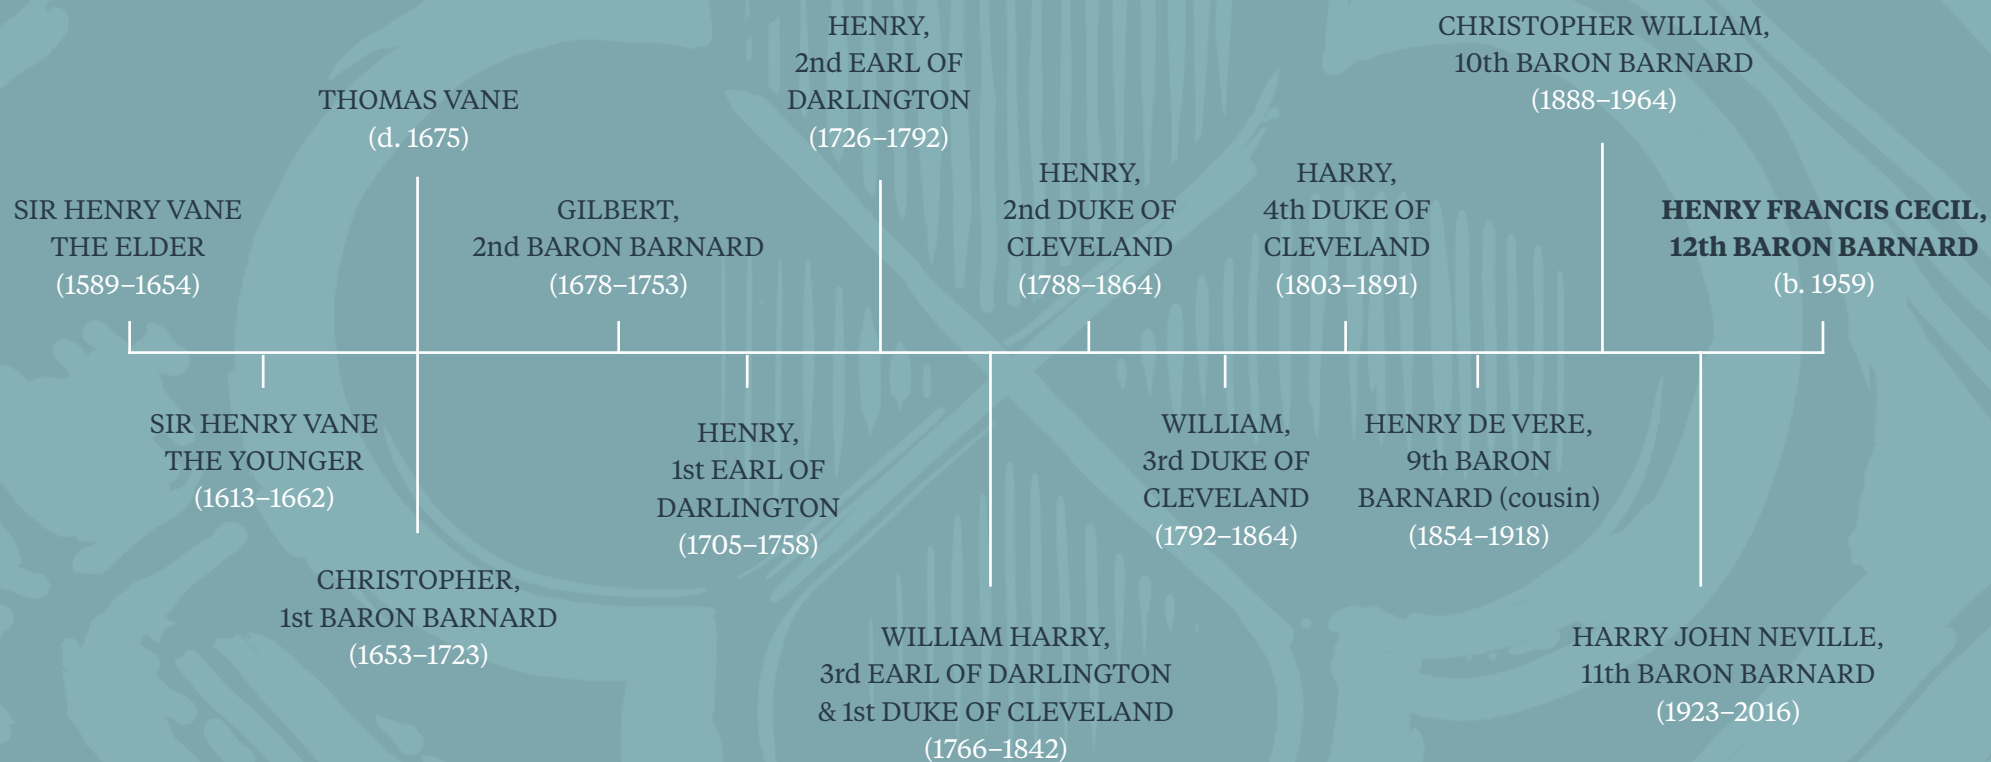 SIR HENRY VANE
THE ELDER
(1589–1654)
SIR HENRY VANE
THE YOUNGER
(1613–1662)
THOMAS VANE
(d. 1675)
CHRISTOPHER,
1st BARON BARNARD
(1653–1723)
GILBERT,
2nd BARON BARNARD
(1678–1753)
HENRY,
1st EARL OF
DARLINGTON
(1705–1758)
HENRY,
2nd EARL OF
DARLINGTON
(1726–1792)
WILLIAM HARRY,
3rd EARL OF DARLINGTON
& 1st DUKE OF CLEVELAND
(1766–1842)
HENRY,
2nd DUKE OF
CLEVELAND
(1788–1864)
WILLIAM,
3rd DUKE OF
CLEVELAND
(1792–1864)
HARRY,
4th DUKE OF
CLEVELAND
(1803–1891)
HENRY DE VERE,
9th BARON
BARNARD (cousin)
(1854–1918)
CHRISTOPHER WILLIAM,
10th BARON BARNARD
(1888–1964)
HARRY JOHN NEVILLE,
11th BARON BARNARD
(1923–2016)
HENRY FRANCIS CECIL,
12th BARON BARNARD
(b. 1959)